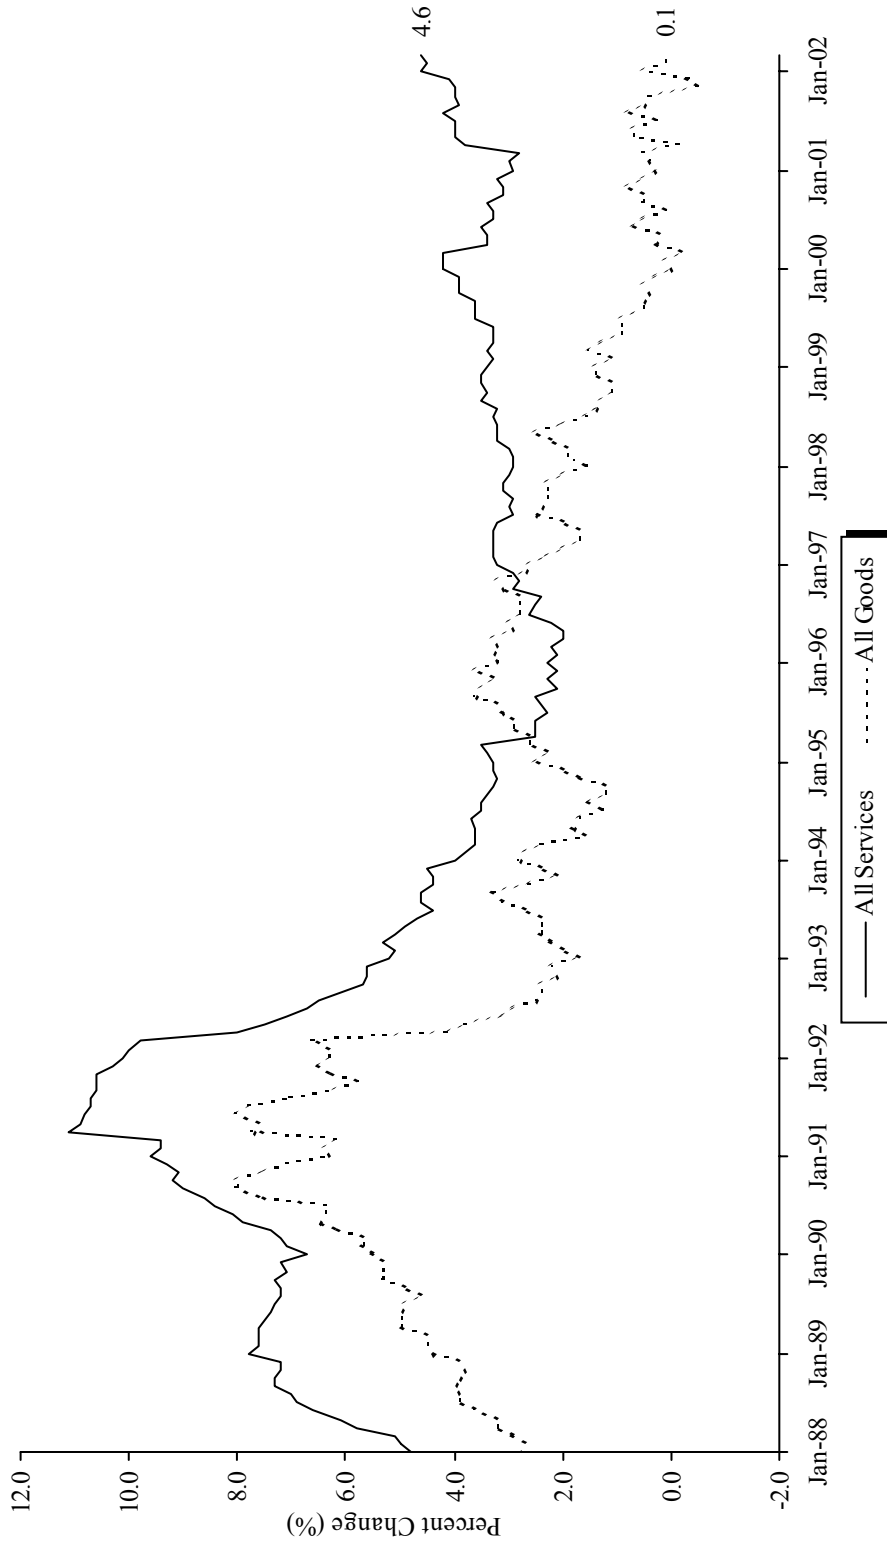 Percent Change (%)
12.0
10.0
8.0
6.0
4.0
2.0
0.0
-2.0
4.6
0.1
Jan-88
Jan-89
Jan-90
Jan-91
Jan-92
Jan-93
Jan-94
Jan-95
Jan-96
Jan-97
Jan-98
Jan-99
Jan-00
Jan-01
Jan-02
All Services
All Goods